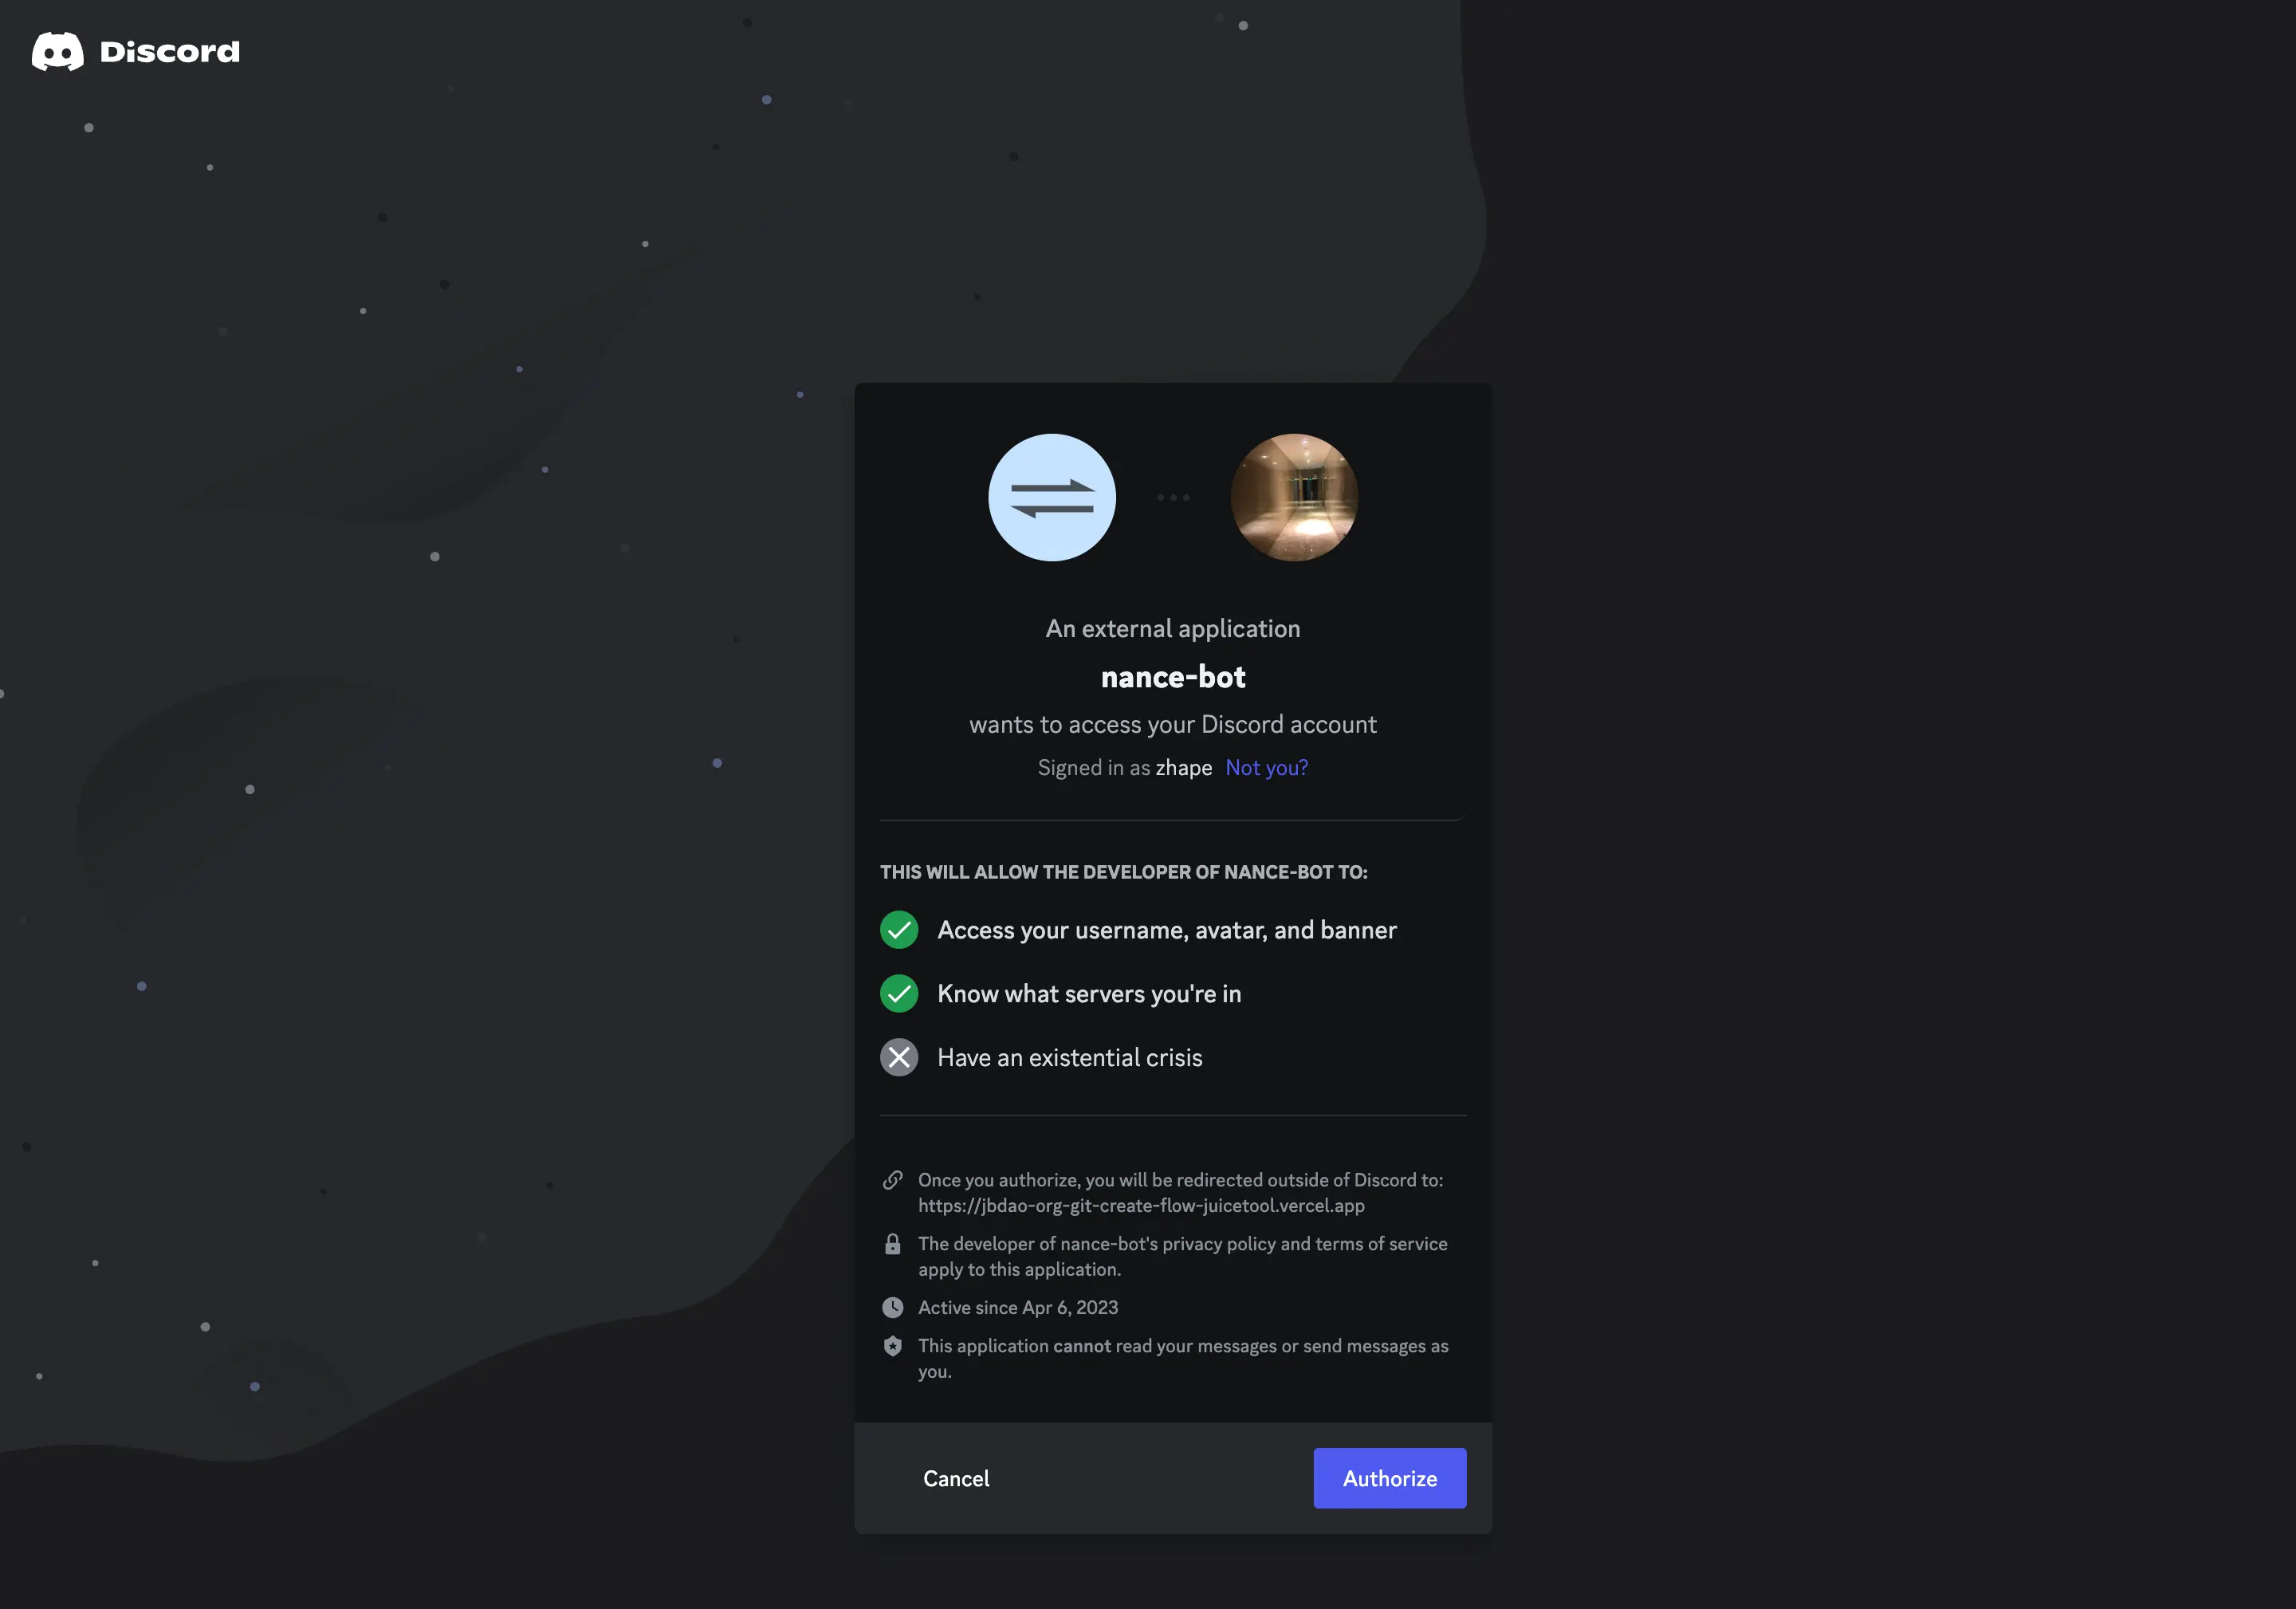 Discord
An external application
nance-bot
wants to access your Discord account
Signed in as zhape Not you?
THIS WILL ALLOW THE DEVELOPER OF NANCE-BOT TO:
Access your username, avatar, and banner
Know what servers you're in
Have an existential crisis
Once you authorize, you will be redirected outside of Discord to:
https://jbdao-org-git-create-flow-juicetool.vercel.app
The developer of nance-bot's privacy policy and terms of service
apply to this application.
Active since Apr 6, 2023
This application cannot read your messages or send messages as
you.
Cancel
Authorize